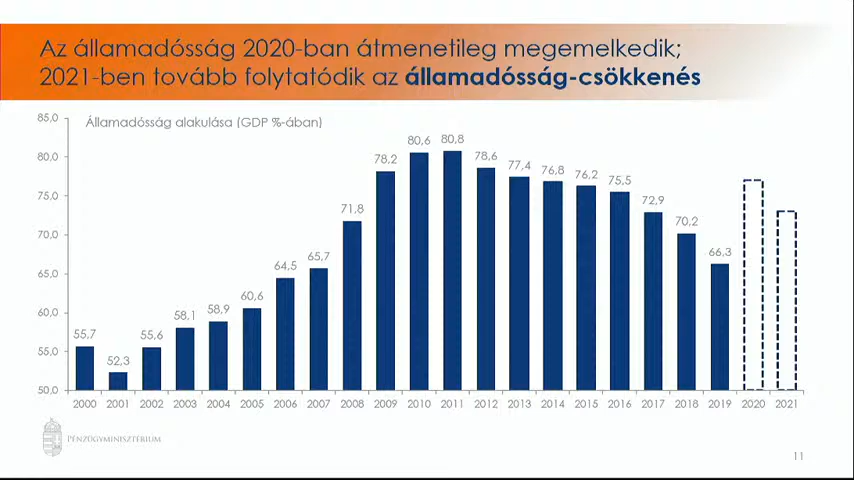 Az államadósság 2020-ban átmenetileg megemelkedik;
2021-ben tovább folytatódik az államadósság-csökkenés
Államadósság alakulása (GDP %-ában)
85,0
80,0
75,0
70,0
65,0
60,0
55,0
50,0
55,7 52,3 55,6 58,1 58,9 60,6 64,5 65,7 71,8 78,2 80,6 80,8 78,6 77,4 76,8 76,2 75,5 72,9 70,2 66,3
2000 2001 2002 2003 2004 2005 2006 2007 2008 2009 2010 2011 2012 2013 2014 2015 2016 2017 2018 2019 2020 2021
PÉNZÜGYMINISZTÉRIUM
11